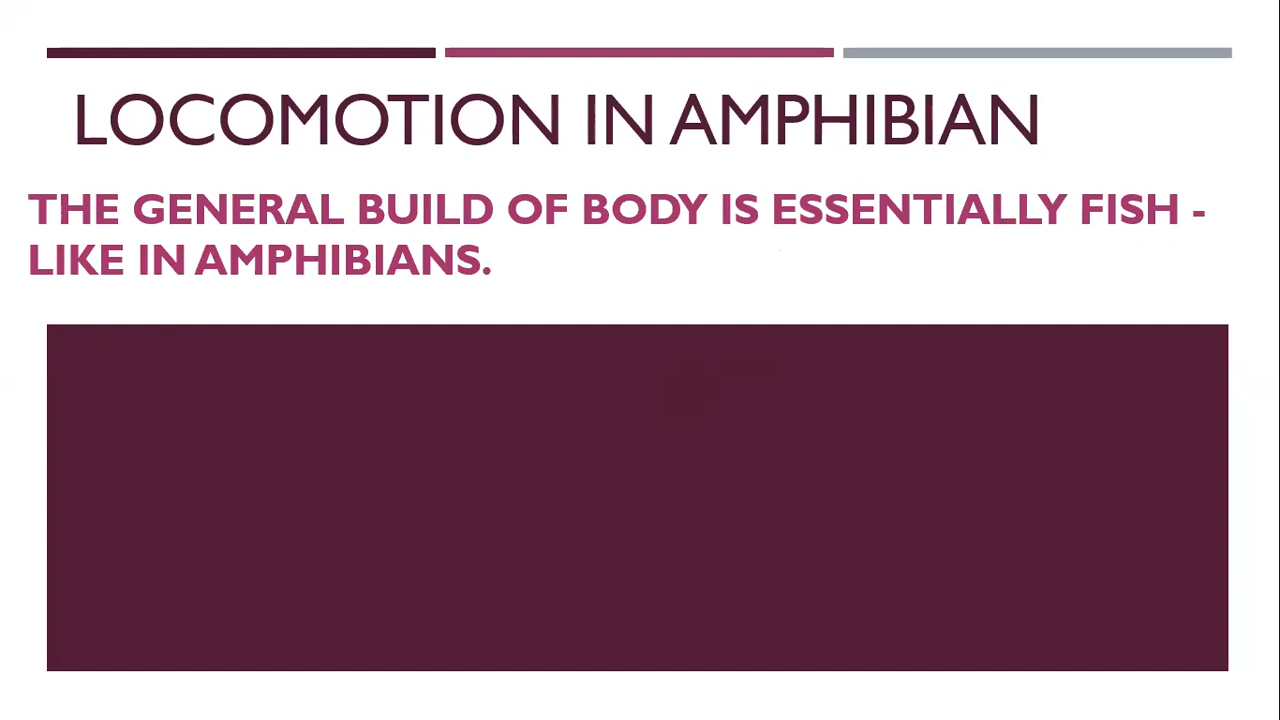 LOCOMOTION IN AMPHIBIAN
THE GENERAL BUILD OF BODY IS ESSENTIALLY FISH -
LIKE IN AMPHIBIANS.